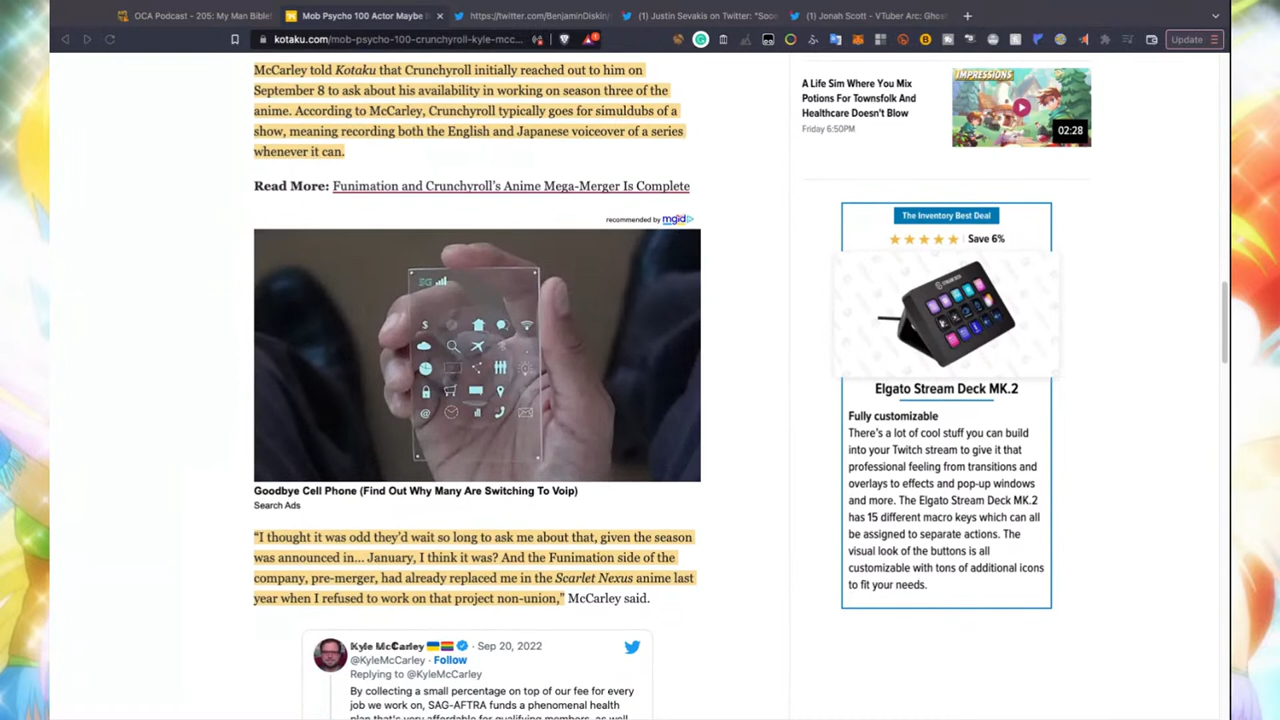 OCA Podcast - 205: My Man Bible!
Mob Psycho 100 Actor Maybe
https://twitter.com/BenjaminDiskin/
(1) Justin Sevakis on Twitter: "Soo
(1) Jonah Scott - VTuber Arc: Ghos
kotaku.com/mob-psycho-100-crunchyroll-kyle-mcc...
Update
McCarley told Kotaku that Crunchyroll initially reached out to him on
September 8 to ask about his availability in working on season three of the
anime. According to McCarley, Crunchyroll typically goes for simuldubs of a
show, meaning recording both the English and Japanese voiceover of a series
whenever it can.
Read More: Funimation and Crunchyroll's Anime Mega-Merger Is Complete
recommended by mgid
5G
Goodbye Cell Phone (Find Out Why Many Are Switching To Voip)
Search Ads
“I thought it was odd they’d wait so long to ask me about that, given the season
was announced in… January, I think it was? And the Funimation side of the
company, pre-merger, had already replaced me in the Scarlet Nexus anime last
year when I refused to work on that project non-union,” McCarley said.
Kyle McCarley · Sep 20, 2022
@KyleMcCarley · Follow
Replying to @KyleMcCarley
By collecting a small percentage on top of our fee for every
job we work on, SAG-AFTRA funds a phenomenal health
plan that's very affordable for qualifying members, as well
A Life Sim Where You Mix
Potions For Townsfolk And
Healthcare Doesn't Blow
Friday 6:50PM
IMPRESSIONS
02:28
The Inventory Best Deal
Save 6%
STREAM DECK
Elgato Stream Deck MK.2
Fully customizable
There's a lot of cool stuff you can build
into your Twitch stream to give it that
professional feeling from transitions and
overlays to effects and pop-up windows
and more. The Elgato Stream Deck MK.2
has 15 different macro keys which can all
be assigned to separate actions. The
visual look of the buttons is all
customizable with tons of additional icons
to fit your needs.